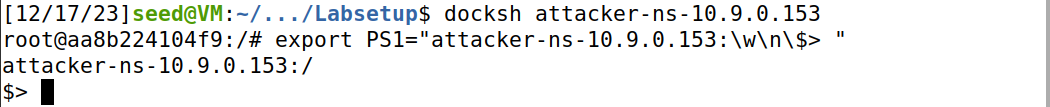 [12/17/23]seed@VM:~/.../Labsetup$ docksh attacker-ns-10.9.0.153
root@aa8b224104f9:/# export PS1="attacker-ns-10.9.0.153:\w\n\$> "
attacker-ns-10.9.0.153:/
$>